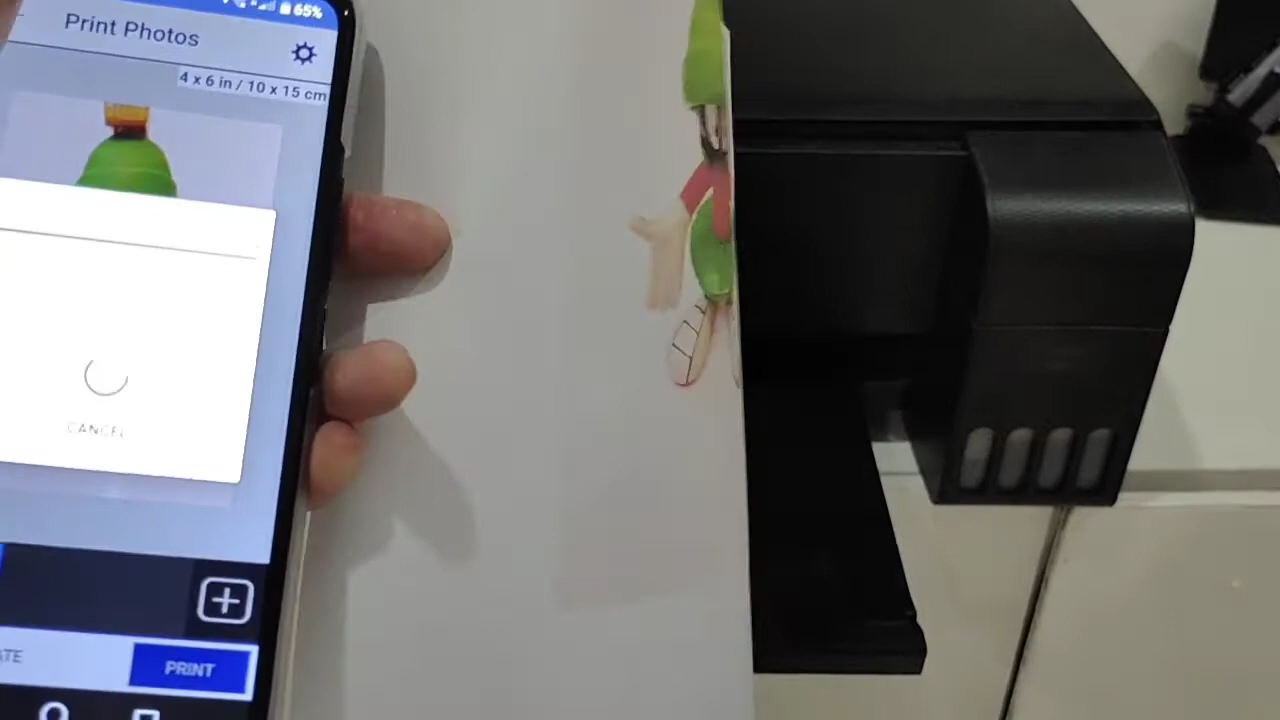 65%
Print Photos
4 x 6 in / 10 x 15 cm
CANCEL
PRINT